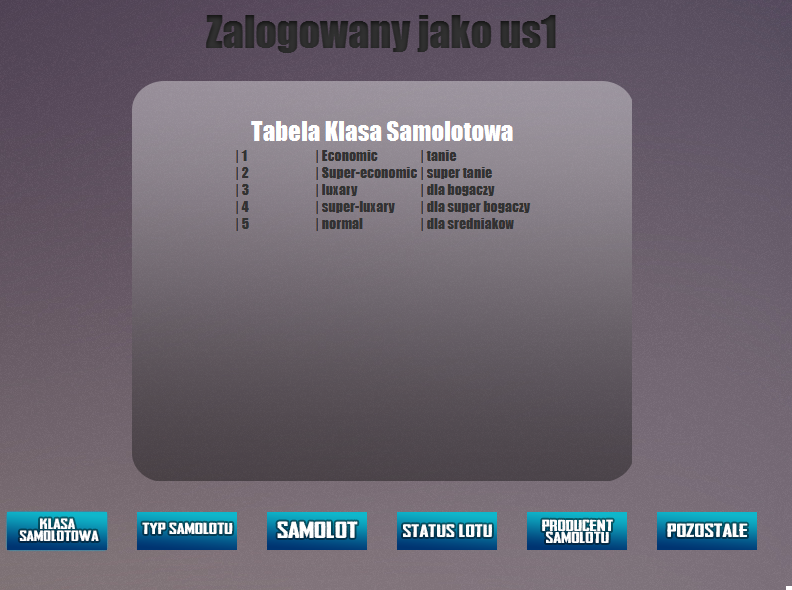 Zalogowany jako us1
Tabela Klasa Samolotowa
| 1 | Economic | tanie
| 2 | Super-economic | super tanie
| 3 | luxary | dla bogaczy
| 4 | super-luxary | dla super bogaczy
| 5 | normal | dla sredniakow
KLASA
SAMOLOTOWA
TYP SAMOLOTU
SAMOLOT
STATUS LOTU
PRODUCENT
SAMOLOTU
POZOSTALE